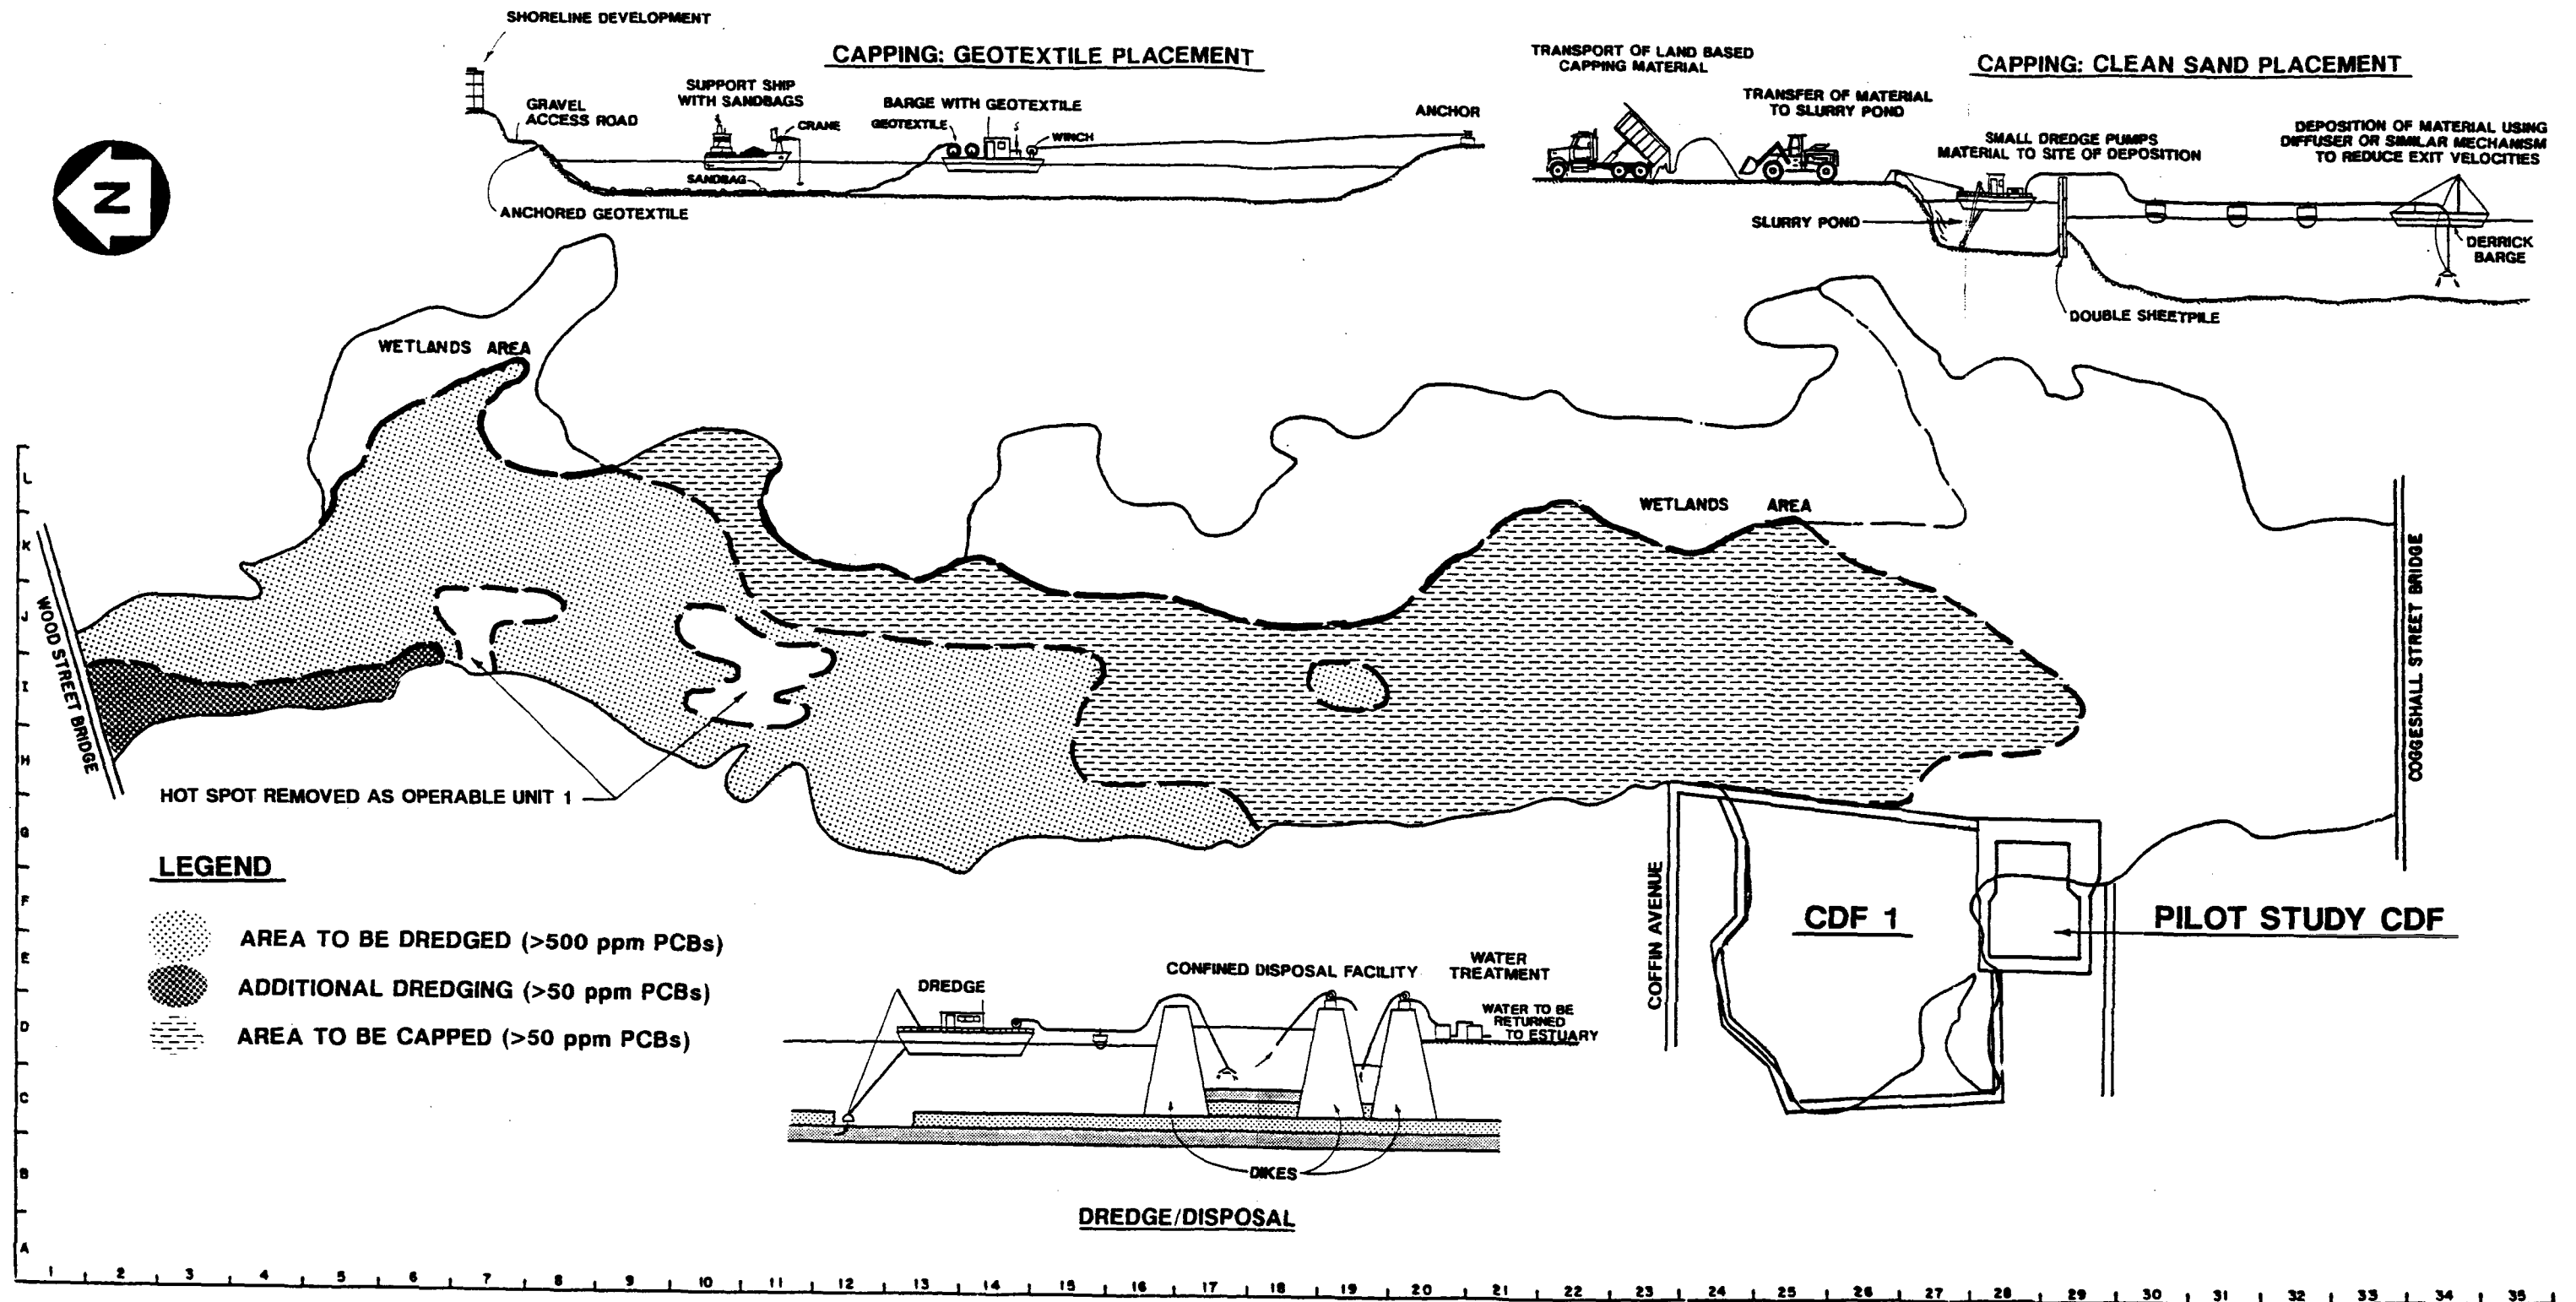 SHORELINE DEVELOPMENT
CAPPING: GEOTEXTILE PLACEMENT
GRAVEL
ACCESS ROAD
SUPPORT SHIP
WITH SANDBAGS
CRANE
BARGE WITH GEOTEXTILE
GEOTEXTILE
WINCH
ANCHOR
SANDBAG
ANCHORED GEOTEXTILE
TRANSPORT OF LAND BASED
CAPPING MATERIAL
CAPPING: CLEAN SAND PLACEMENT
TRANSFER OF MATERIAL
TO SLURRY POND
SMALL DREDGE PUMPS
MATERIAL TO SITE OF DEPOSITION
DEPOSITION OF MATERIAL USING
DIFFUSER OR SIMILAR MECHANISM
TO REDUCE EXIT VELOCITIES
SLURRY POND
DERRICK
BARGE
DOUBLE SHEETPILE
N
WETLANDS AREA
WETLANDS AREA
WOOD STREET BRIDGE
COGGESHALL STREET BRIDGE
HOT SPOT REMOVED AS OPERABLE UNIT 1
LEGEND
AREA TO BE DREDGED (>500 ppm PCBs)
ADDITIONAL DREDGING (>50 ppm PCBs)
AREA TO BE CAPPED (>50 ppm PCBs)
COFFIN AVENUE
CDF 1
PILOT STUDY CDF
DREDGE
CONFINED DISPOSAL FACILITY
WATER
TREATMENT
WATER TO BE
RETURNED
TO ESTUARY
DIKES
DREDGE/DISPOSAL
L
K
J
I
H
G
F
E
D
C
B
A
1 2 3 4 5 6 7 8 9 10 11 12 13 14 15 16 17 18 19 20 21 22 23 24 25 26 27 28 29 30 31 32 33 34 35